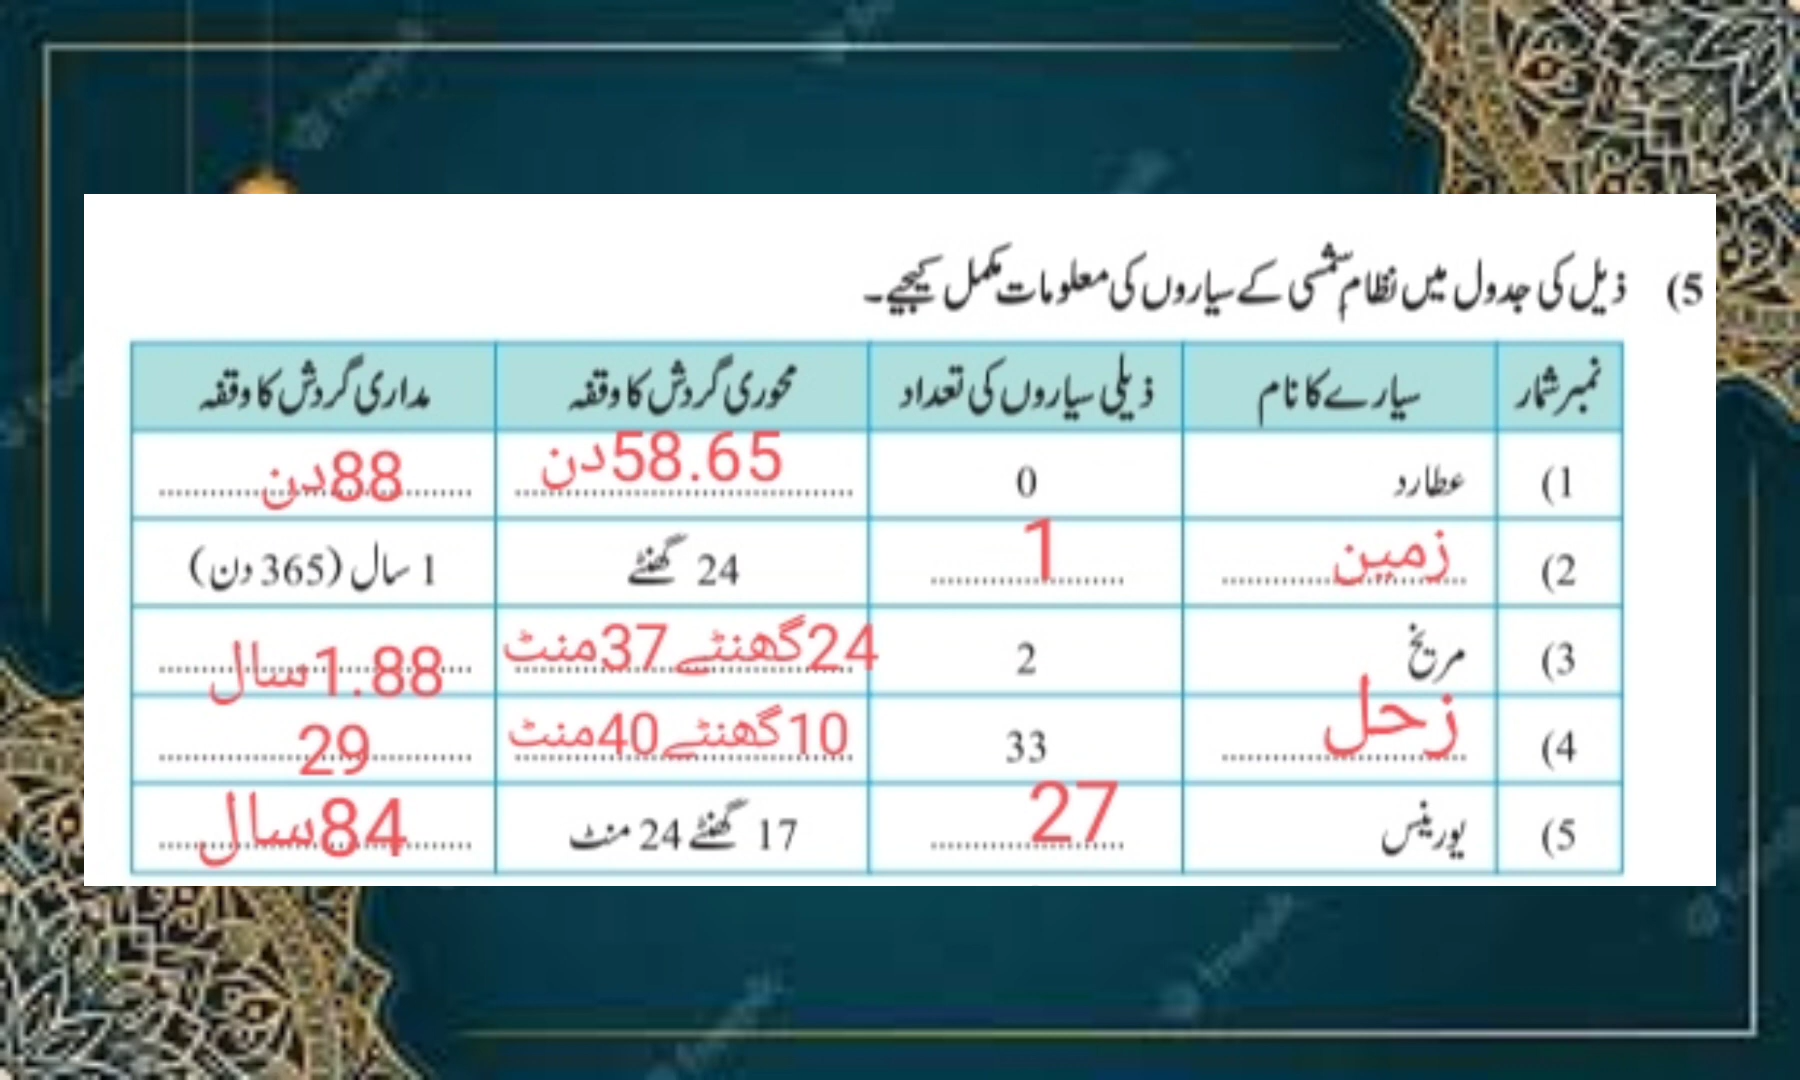 5) ذیل کی جدول میں نظامِ شمسی کے سیاروں کی معلومات مکمل کیجیے۔
نمبر شمار سیارے کا نام ذیلی سیاروں کی تعداد محوری گردش کا وقفہ مداری گردش کا وقفہ
1) عطارد 0 58.65دن 88دن
2) زمین 1 24 گھنٹے 1 سال (365 دن)
3) مریخ 2 24گھنٹے37منٹ 1.88سال
4) زحل 33 10گھنٹے40منٹ 29
5) یورینس 27 17 گھنٹے 24 منٹ 84سال